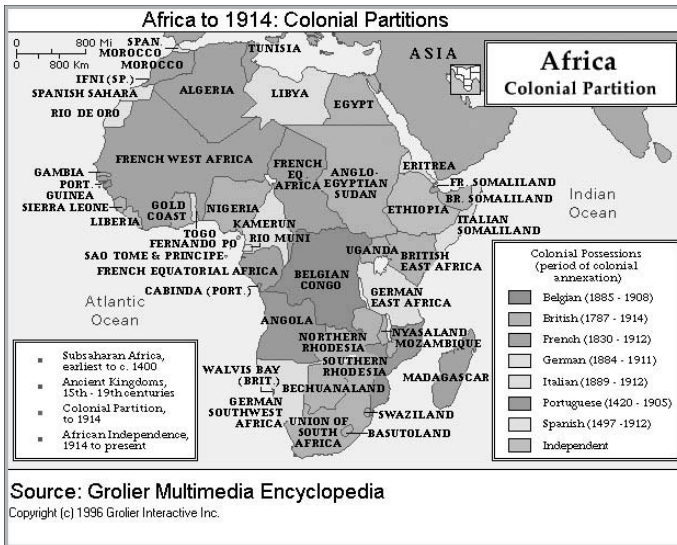 Africa to 1914: Colonial Partitions
0 800 Mi
0 800 Km
SPAN.
MOROCCO
MOROCCO
IFNI (SP.)
SPANISH SAHARA
RIO DE ORO
TUNISIA
ALGERIA
LIBYA
EGYPT
ASIA
Africa
Colonial Partition
FRENCH WEST AFRICA
FRENCH
EQ.
AFRICA
ANGLO-
EGYPTIAN
SUDAN
ERITREA
FR. SOMALILAND
BR. SOMALILAND
ETHIOPIA
ITALIAN
SOMALILAND
Indian
Ocean
GAMBIA
PORT.
GUINEA
SIERRA LEONE
LIBERIA
GOLD
COAST
NIGERIA
TOGO
KAMERUN
FERNANDO PO
RIO MUNI
SAO TOME & PRINCIPE
FRENCH EQUATORIAL AFRICA
CABINDA (PORT.)
UGANDA
BRITISH
EAST AFRICA
BELGIAN
CONGO
GERMAN
EAST AFRICA
Atlantic
Ocean
ANGOLA
NORTHERN
RHODESIA
NYASALAND
MOZAMBIQUE
SOUTHERN
RHODESIA
WALVIS BAY
(BRIT.)
BECHUANALAND
MADAGASCAR
GERMAN
SOUTHWEST
AFRICA
UNION OF
SOUTH
AFRICA
SWAZILAND
BASUTOLAND
Subsaharan Africa,
earliest to c. 1400
Ancient Kingdoms,
15th - 19th centuries
Colonial Partition,
to 1914
African Independence,
1914 to present
Colonial Possessions
(period of colonial
annexation)
Belgian (1885 - 1908)
British (1787 - 1914)
French (1830 - 1912)
German (1884 - 1911)
Italian (1889 - 1912)
Portuguese (1420 - 1905)
Spanish (1497 -1912)
Independent
Source: Grolier Multimedia Encyclopedia
Copyright (c) 1996 Grolier Interactive Inc.